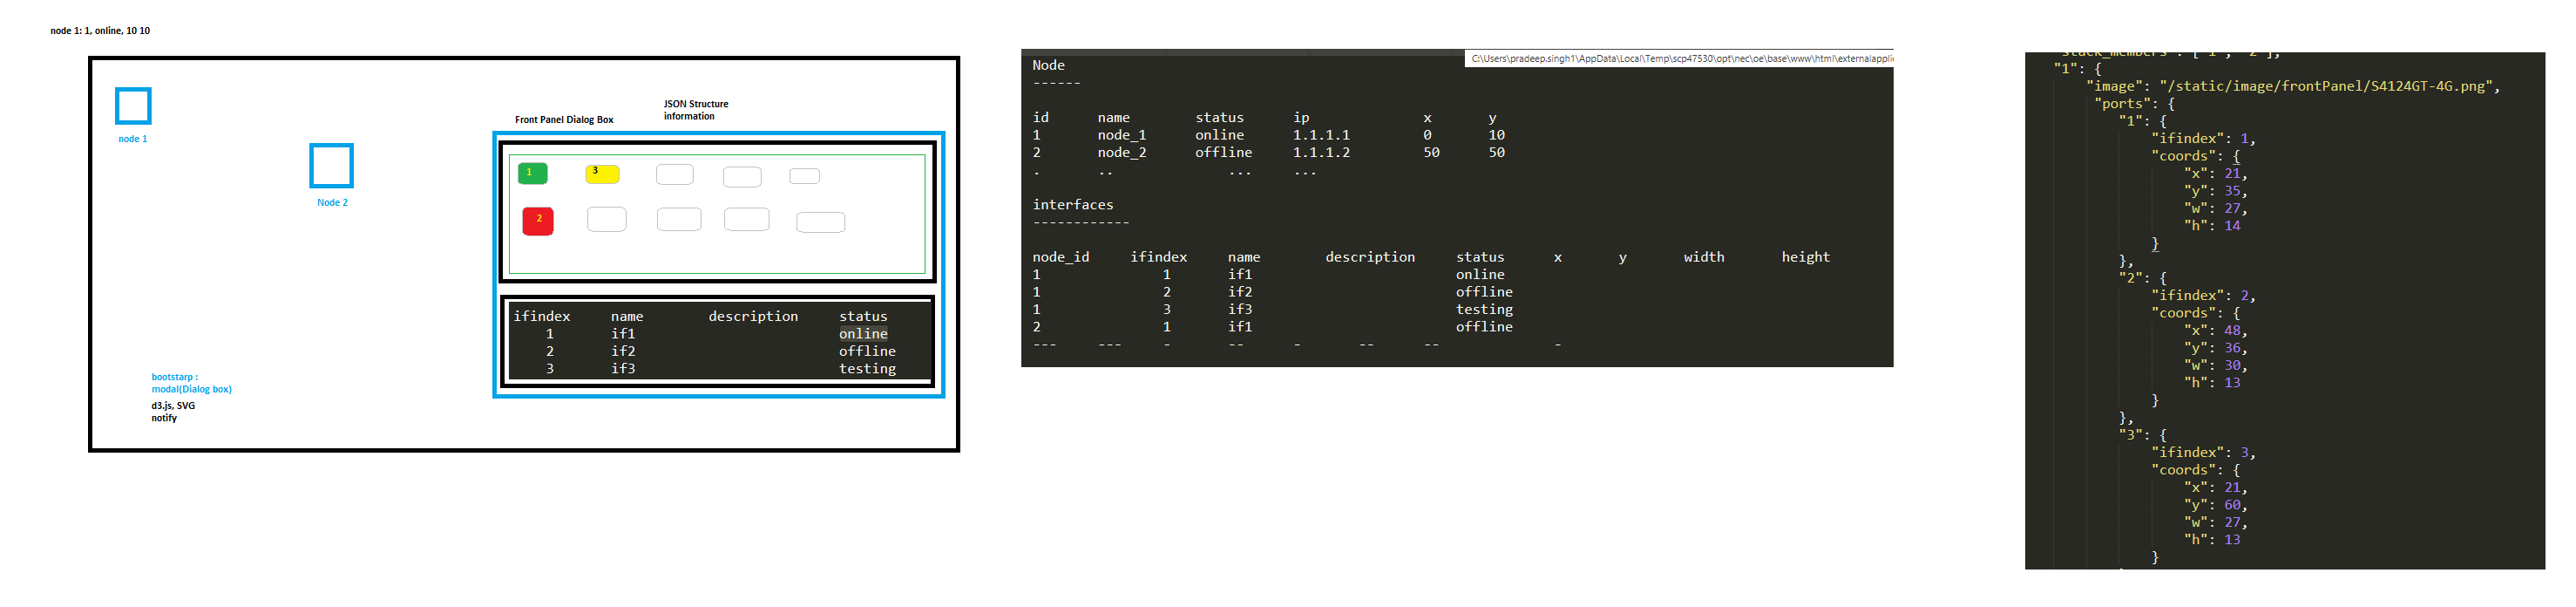 node 1: 1, online, 10 10
node 1
Node 2
bootstarp :
modal(Dialog box)
d3.js, SVG
notify
Front Panel Dialog Box
JSON Structure
information
1
3
2
ifindex name description status
1 if1 online
2 if2 offline
3 if3 testing
C:\Users\pradeep.singh1\AppData\Local\Temp\scp47530\opt\nec\oe\base\www\html\externalapplic
Node
------
id name status ip x y
1 node_1 online 1.1.1.1 0 10
2 node_2 offline 1.1.1.2 50 50
. .. ... ...
interfaces
------------
node_id ifindex name description status x y width height
1 1 if1 online
1 2 if2 offline
1 3 if3 testing
2 1 if1 offline
--- --- - -- - -- -- -
"stack_members": ["1", "2"],
"1": {
"image": "/static/image/frontPanel/S4124GT-4G.png",
"ports": {
"1": {
"ifindex": 1,
"coords": {
"x": 21,
"y": 35,
"w": 27,
"h": 14
}
},
"2": {
"ifindex": 2,
"coords": {
"x": 48,
"y": 36,
"w": 30,
"h": 13
}
},
"3": {
"ifindex": 3,
"coords": {
"x": 21,
"y": 60,
"w": 27,
"h": 13
}